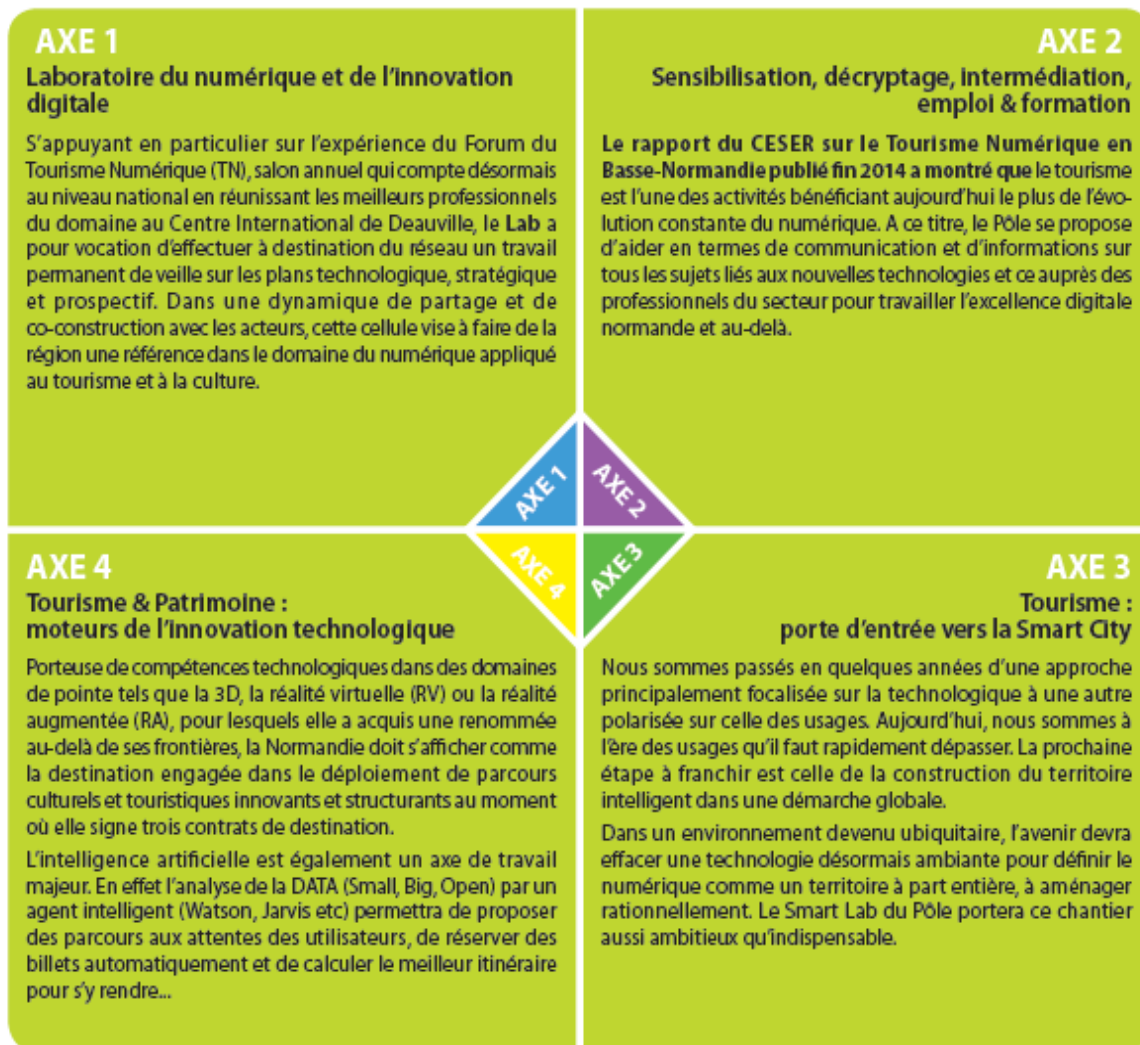 AXE 1
Laboratoire du numérique et de l'innovation
digitale
S'appuyant en particulier sur l'expérience du Forum du
Tourisme Numérique (TN), salon annuel qui compte désormais
au niveau national en réunissant les meilleurs professionnels
du domaine au Centre International de Deauville, le Lab a
pour vocation d'effectuer à destination du réseau un travail
permanent de veille sur les plans technologique, stratégique
et prospectif. Dans une dynamique de partage et de
co-construction avec les acteurs, cette cellule vise à faire de la
région une référence dans le domaine du numérique appliqué
au tourisme et à la culture.
AXE 2
Sensibilisation, décryptage, intermédiation,
emploi & formation
Le rapport du CESER sur le Tourisme Numérique en
Basse-Normandie publié fin 2014 a montré que le tourisme
est l'une des activités bénéficiant aujourd'hui le plus de l'évo-
lution constante du numérique. A ce titre, le Pôle se propose
d'aider en termes de communication et d'informations sur
tous les sujets liés aux nouvelles technologies et ce auprès des
professionnels du secteur pour travailler l'excellence digitale
normande et au-delà.
AXE 1
AXE 2
AXE 4
AXE 3
AXE 4
Tourisme & Patrimoine :
moteurs de l'innovation technologique
Porteuse de compétences technologiques dans des domaines
de pointe tels que la 3D, la réalité virtuelle (RV) ou la réalité
augmentée (RA), pour lesquels elle a acquis une renommée
au-delà de ses frontières, la Normandie doit s'afficher comme
la destination engagée dans le déploiement de parcours
culturels et touristiques innovants et structurants au moment
où elle signe trois contrats de destination.
L'intelligence artificielle est également un axe de travail
majeur. En effet l'analyse de la DATA (Small, Big, Open) par un
agent intelligent (Watson, Jarvis etc) permettra de proposer
des parcours aux attentes des utilisateurs, de réserver des
billets automatiquement et de calculer le meilleur itinéraire
pour s'y rendre...
AXE 3
Tourisme :
porte d'entrée vers la Smart City
Nous sommes passés en quelques années d'une approche
principalement focalisée sur la technologique à une autre
polarisée sur celle des usages. Aujourd'hui, nous sommes à
l'ère des usages qu'il faut rapidement dépasser. La prochaine
étape à franchir est celle de la construction du territoire
intelligent dans une démarche globale.
Dans un environnement devenu ubiquitaire, l'avenir devra
effacer une technologie désormais ambiante pour définir le
numérique comme un territoire à part entière, à aménager
rationnellement. Le Smart Lab du Pôle portera ce chantier
aussi ambitieux qu'indispensable.